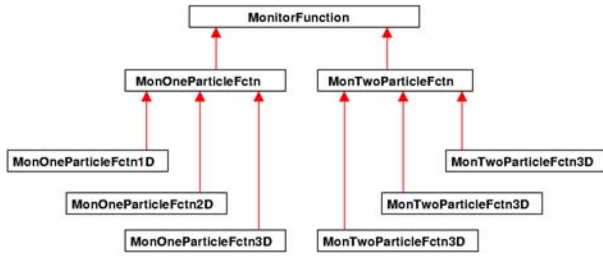 MonitorFunction
MonOneParticleFctn
MonTwoParticleFctn
MonOneParticleFctn1D
MonTwoParticleFctn3D
MonOneParticleFctn2D
MonTwoParticleFctn3D
MonOneParticleFctn3D
MonTwoParticleFctn3D